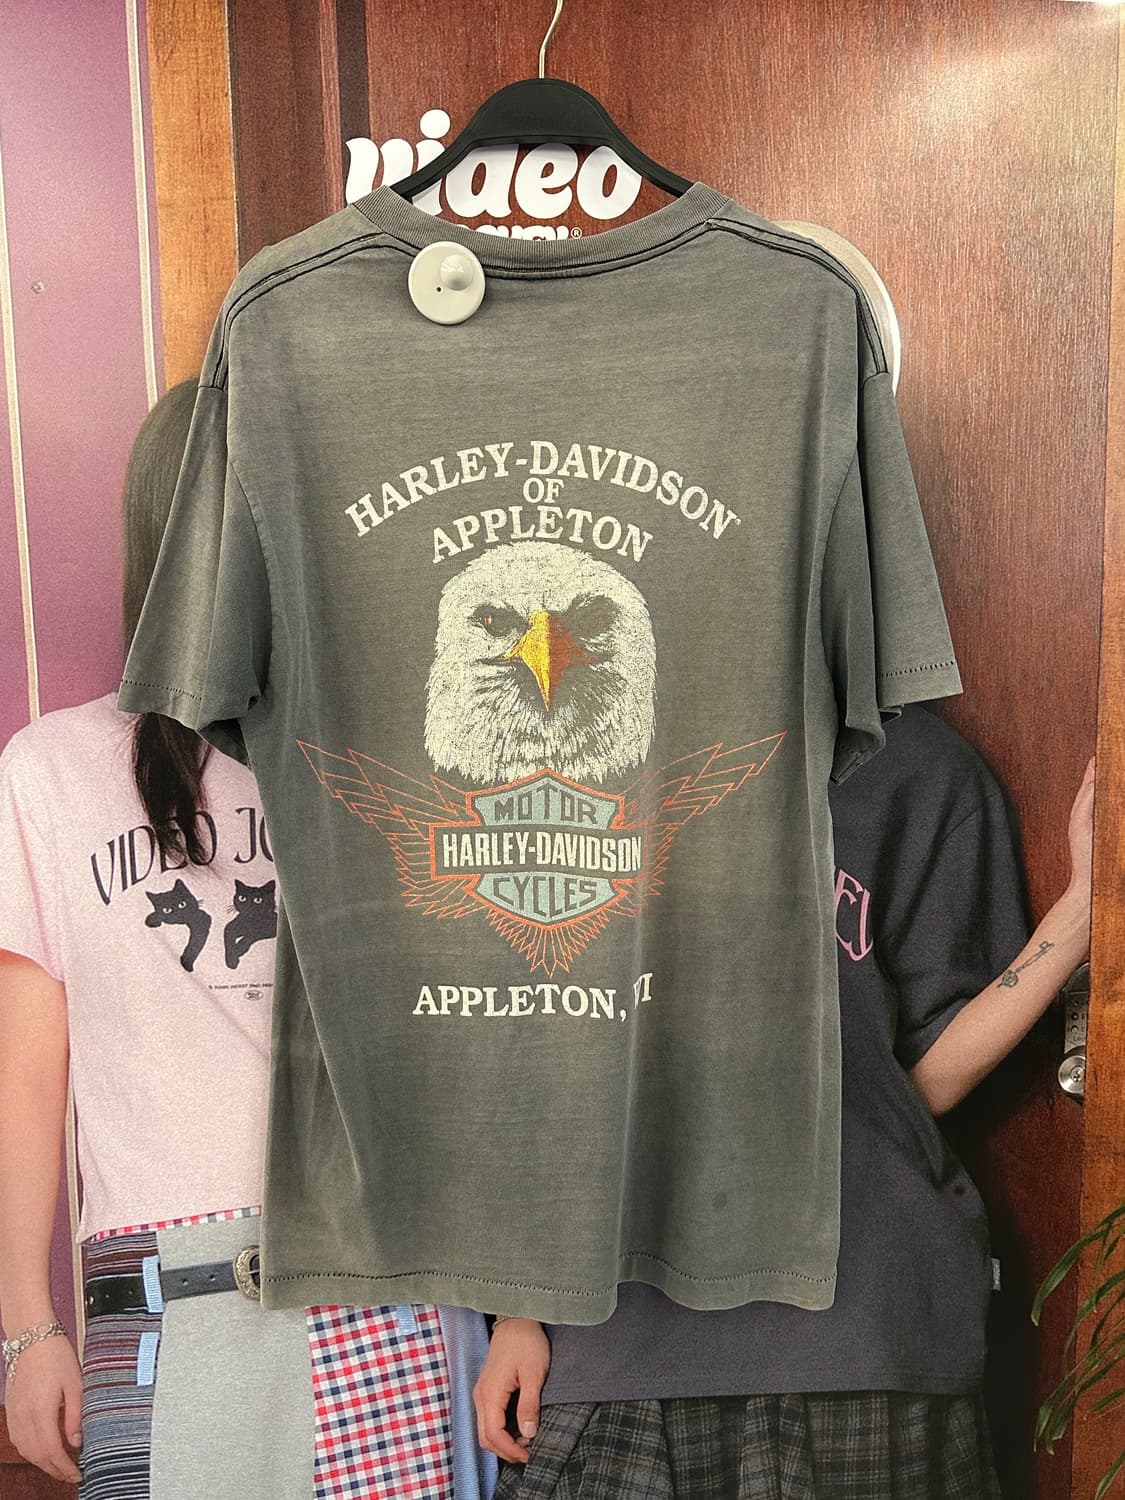 video
HARLEY-DAVIDSON
OF
APPLETON
MOTOR
HARLEY-DAVIDSON
CYCLES
APPLETON, WI
VIDEO JO